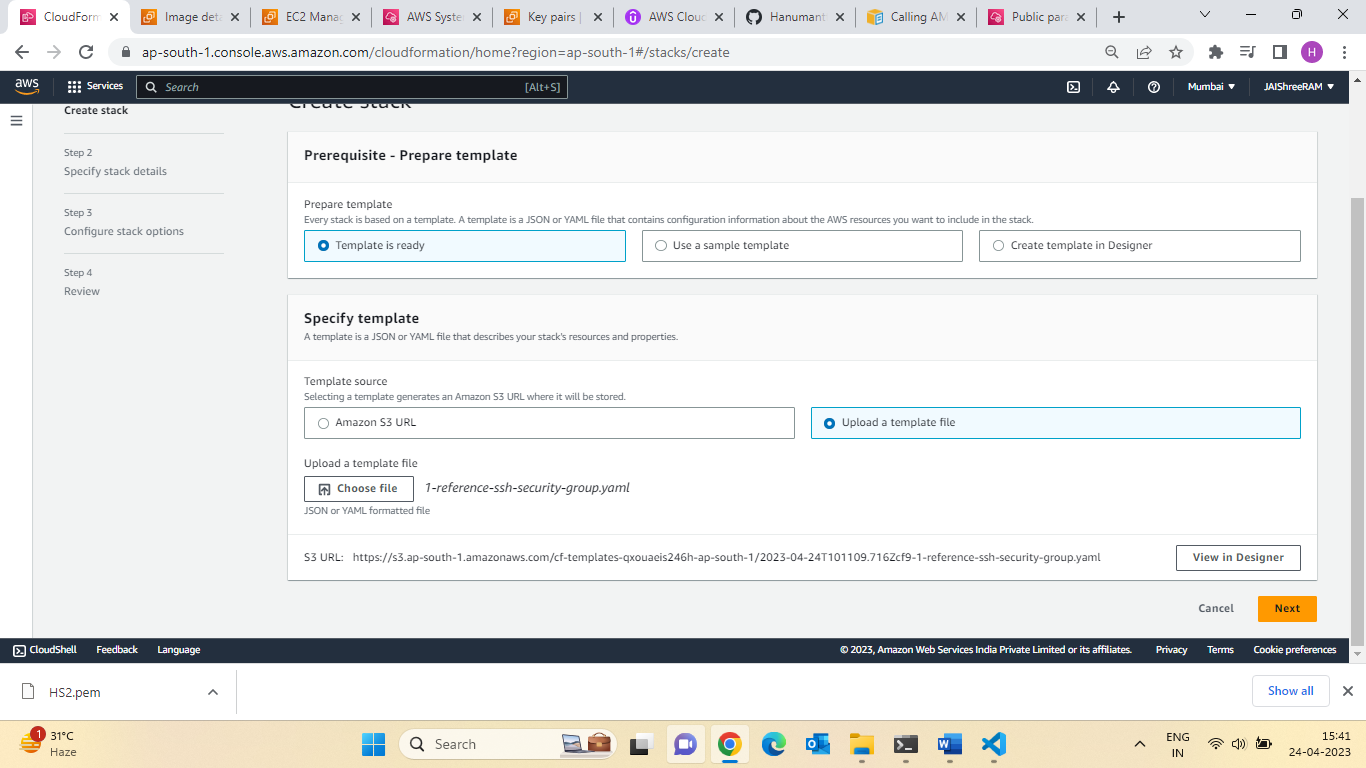 CloudForm
Image deta
EC2 Manag
AWS Syste
Key pairs |
AWS Cloud
Hanumant
Calling AM
Public para
ap-south-1.console.aws.amazon.com/cloudformation/home?region=ap-south-1#/stacks/create
H
aws
Services
Search
[Alt+S]
Mumbai
JAIShreeRAM
Create stack
Create stack
Step 2
Specify stack details
Step 3
Configure stack options
Step 4
Review
Prerequisite - Prepare template
Prepare template
Every stack is based on a template. A template is a JSON or YAML file that contains configuration information about the AWS resources you want to include in the stack.
Template is ready
Use a sample template
Create template in Designer
Specify template
A template is a JSON or YAML file that describes your stack's resources and properties.
Template source
Selecting a template generates an Amazon S3 URL where it will be stored.
Amazon S3 URL
Upload a template file
Upload a template file
Choose file
1-reference-ssh-security-group.yaml
JSON or YAML formatted file
S3 URL: https://s3.ap-south-1.amazonaws.com/cf-templates-qxouaeis246h-ap-south-1/2023-04-24T101109.716Zcf9-1-reference-ssh-security-group.yaml
View in Designer
Cancel
Next
CloudShell
Feedback
Language
© 2023, Amazon Web Services India Private Limited or its affiliates.
Privacy
Terms
Cookie preferences
HS2.pem
Show all
1
31°C
Haze
Search
ENG
IN
15:41
24-04-2023